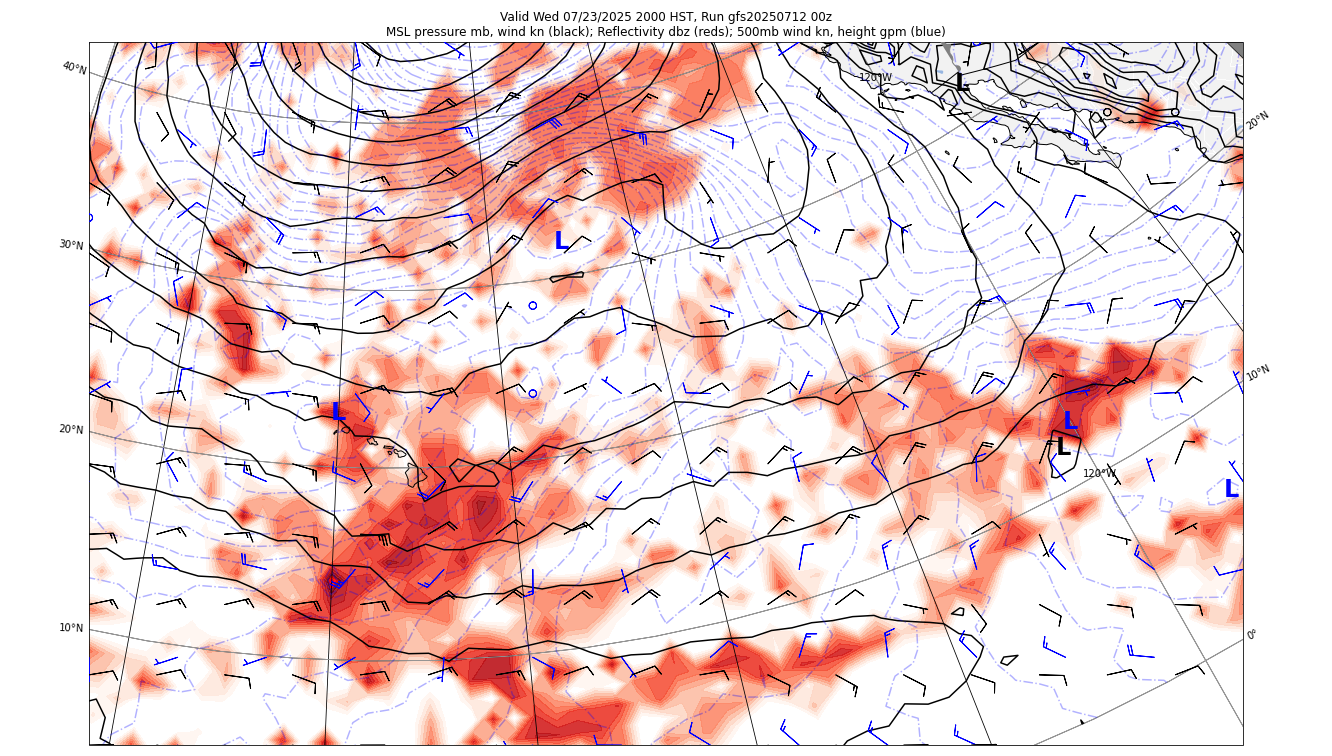 Valid Wed 07/23/2025 2000 HST, Run gfs20250712 00z
MSL pressure mb, wind kn (black); Reflectivity dbz (reds); 500mb wind kn, height gpm (blue)
40°N
120°W
L
20°N
30°N
L
10°N
L
20°N
L
L
120°W
L
10°N
0°